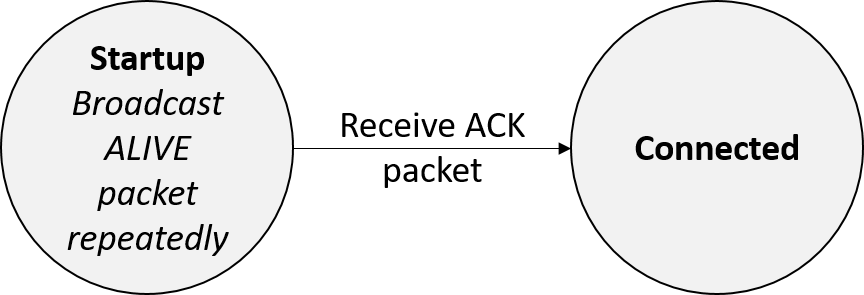 Startup
Broadcast
ALIVE
packet
repeatedly
Receive ACK
packet
Connected